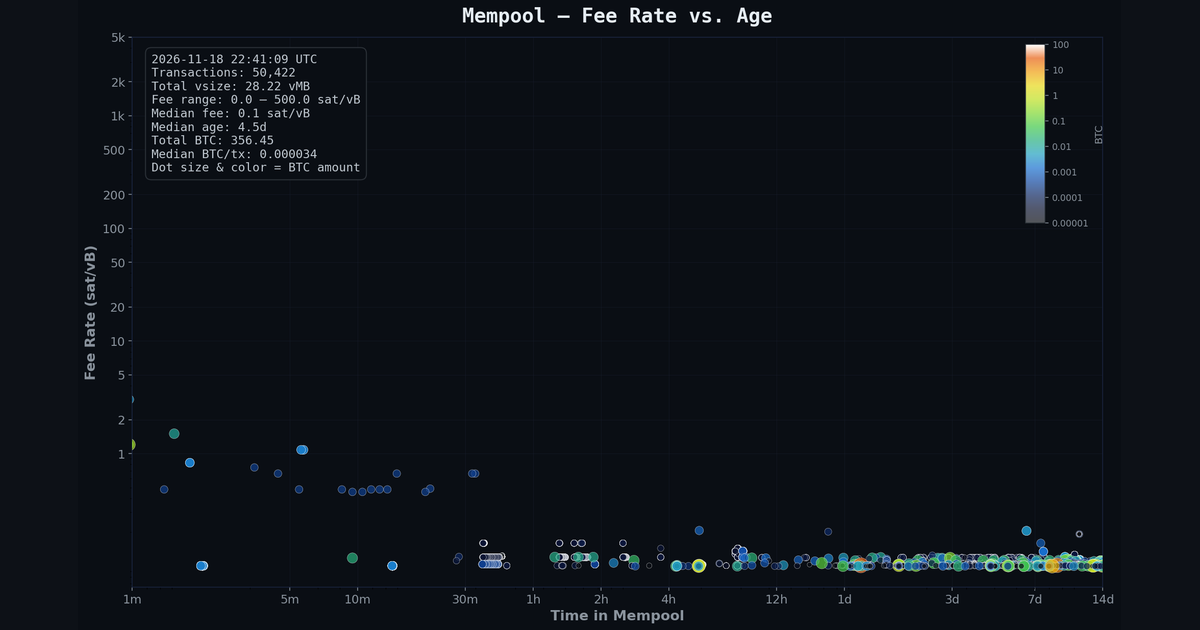 Mempool — Fee Rate vs. Age
2026-11-18 22:41:09 UTC
Transactions: 50,422
Total vsize: 28.22 vMB
Fee range: 0.0 – 500.0 sat/vB
Median fee: 0.1 sat/vB
Median age: 4.5d
Total BTC: 356.45
Median BTC/tx: 0.000034
Dot size & color = BTC amount
100
10
1
0.1
0.01
0.001
0.0001
0.00001
BTC
Fee Rate (sat/vB)
5k
2k
1k
500
200
100
50
20
10
5
2
1
1m
5m
10m
30m
1h
2h
4h
12h
1d
3d
7d
14d
Time in Mempool